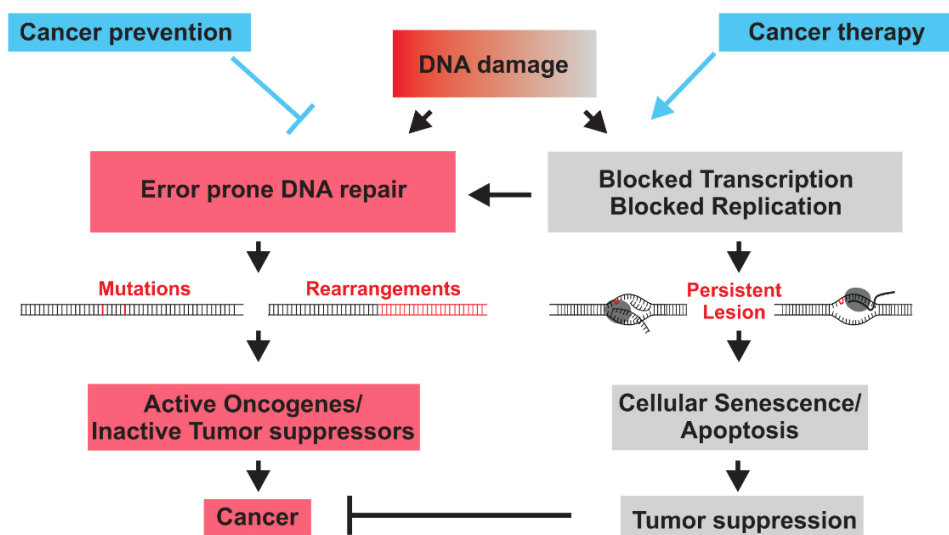 Cancer prevention
DNA damage
Cancer therapy
Error prone DNA repair
Blocked Transcription
Blocked Replication
Mutations
Rearrangements
Persistent
Lesion
Active Oncogenes/
Inactive Tumor suppressors
Cellular Senescence/
Apoptosis
Cancer
Tumor suppression